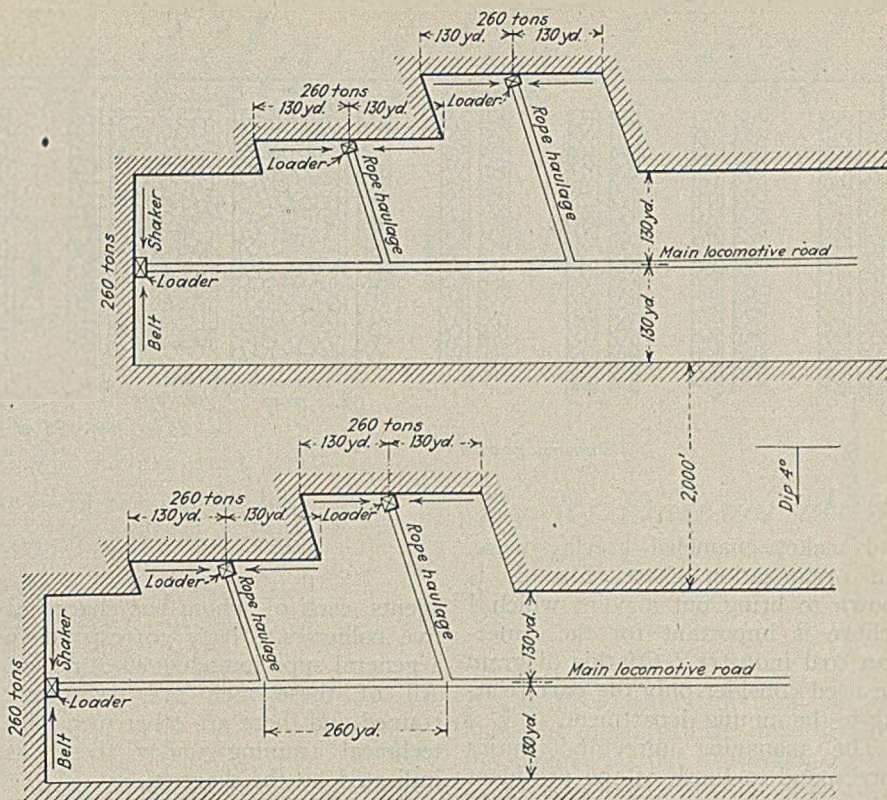 260 tons
130 yd. 130 yd.
Loader
Rope haulage
260 tons
130 yd. 130 yd.
Loader
Rope haulage
Shaker
260 tons
Loader
Belt
130 yd.
Main locomotive road
130 yd
2,000'
Dip 4°
260 tons
130 yd. 130 yd.
Loader
Rope haulage
260 tons
130 yd. 130 yd.
Loader
Rope haulage
Shaker
260 tons
Loader
Belt
130 yd.
Main locomotive road
260 yd.
130 yd.